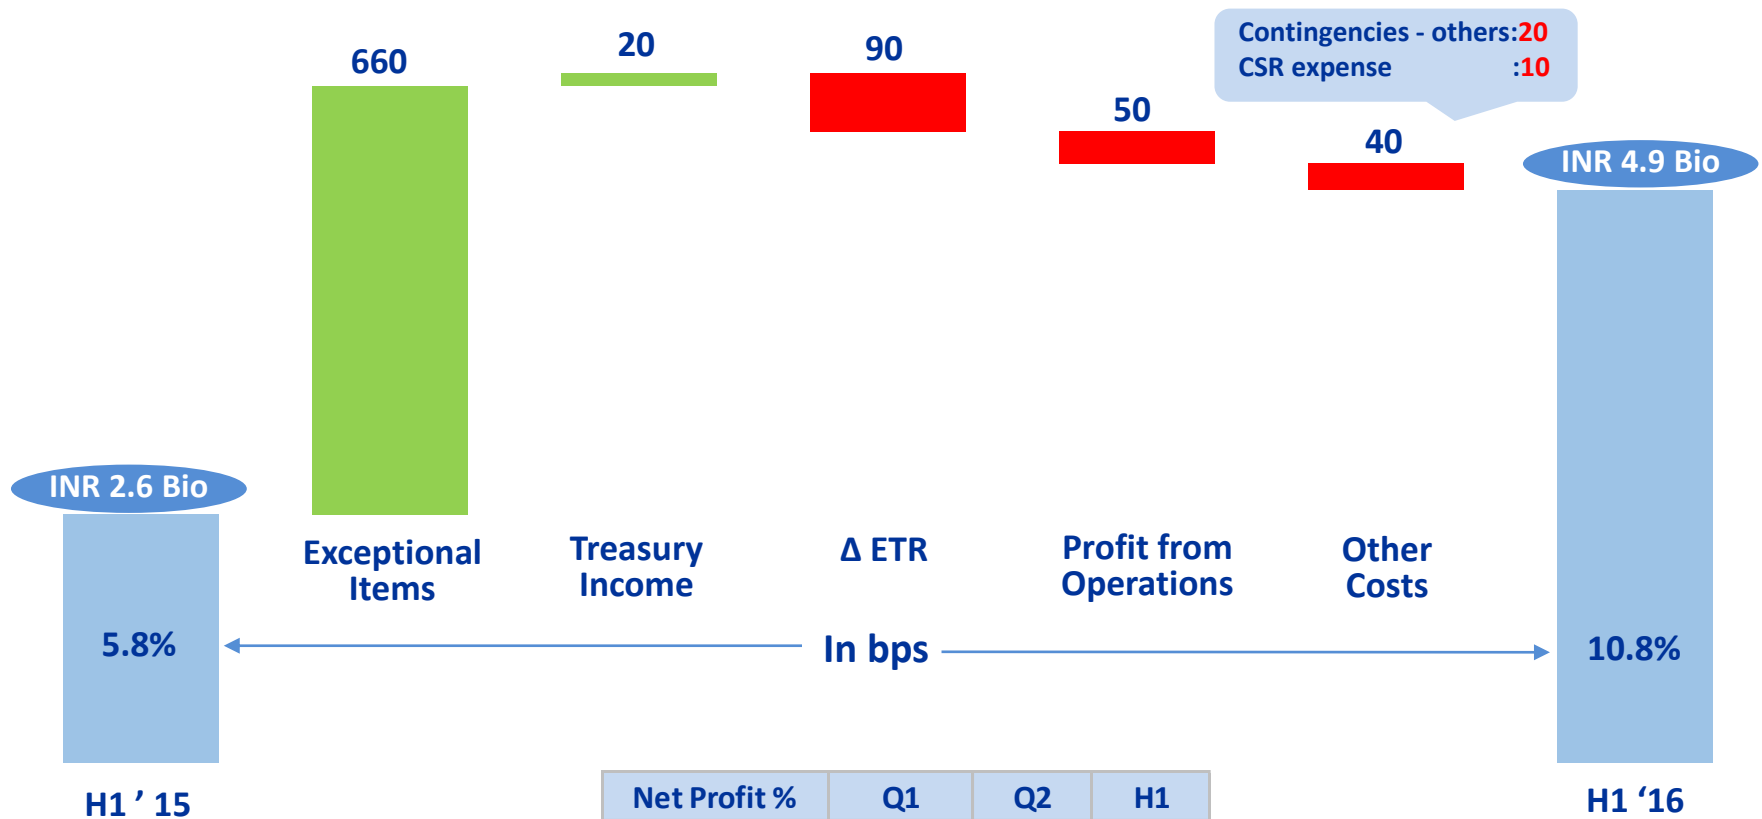 Contingencies - others:20
CSR expense :10
660
20
90
50
40
INR 4.9 Bio
INR 2.6 Bio
Exceptional
Items
Treasury
Income
Δ ETR
Profit from
Operations
Other
Costs
5.8%
In bps
10.8%
H1 ’ 15
H1 ‘16
Net Profit % Q1 Q2 H1